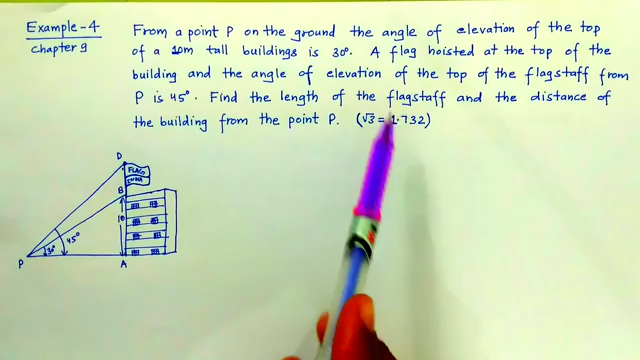 Example-4
Chapter 9
From a point P on the ground the angle of elevation of the top
of a 10m tall buildings is 30°. A flag hoisted at the top of the
building and the angle of elevation of the top of the flagstaff from
P is 45°. Find the length of the flagstaff and the distance of
the building from the point P. (√3 = 1.732)
D
FLAG
B
10
30°
45°
P
A